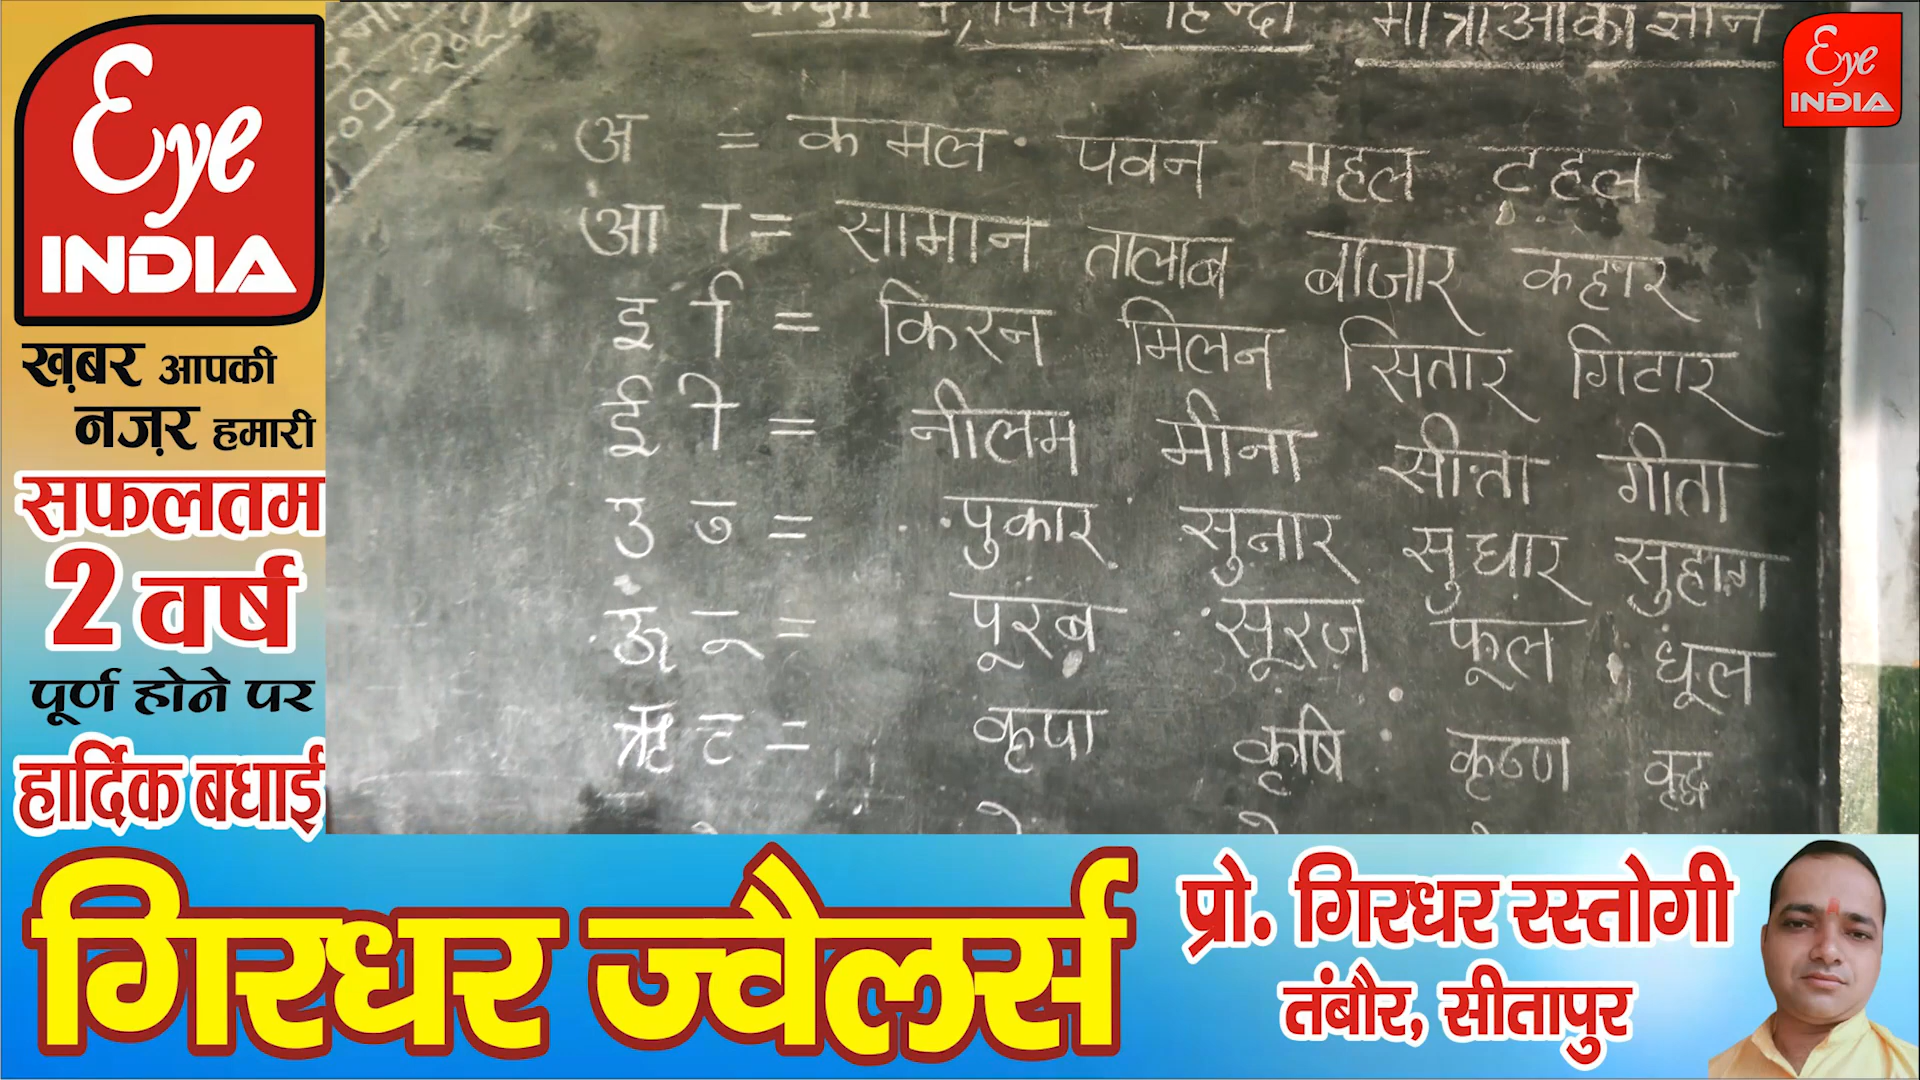 Eye
INDIA
ख़बर आपकी
नज़र हमारी
सफलतम
2 वर्ष
पूर्ण होने पर
हार्दिक बधाई
विषय हिन्दी मात्राओ का ज्ञान
अ = कमल पवन महल टहल
आ ा = सामान तालाब बाजार कहार
इ ि = किरन मिलन सितार गिटार
ई ी = नीलम मीना सीता गीता
उ ु = पुकार सुनार सुधार सुहाग
ऊ ू = पूरब सूरज फूल धूल
ऋ ृ = कृपा कृषि कृष्ण वृद्ध
Eye
INDIA
गिरधर ज्वैलर्स
प्रो. गिरधर रस्तोगी
तंबौर, सीतापुर